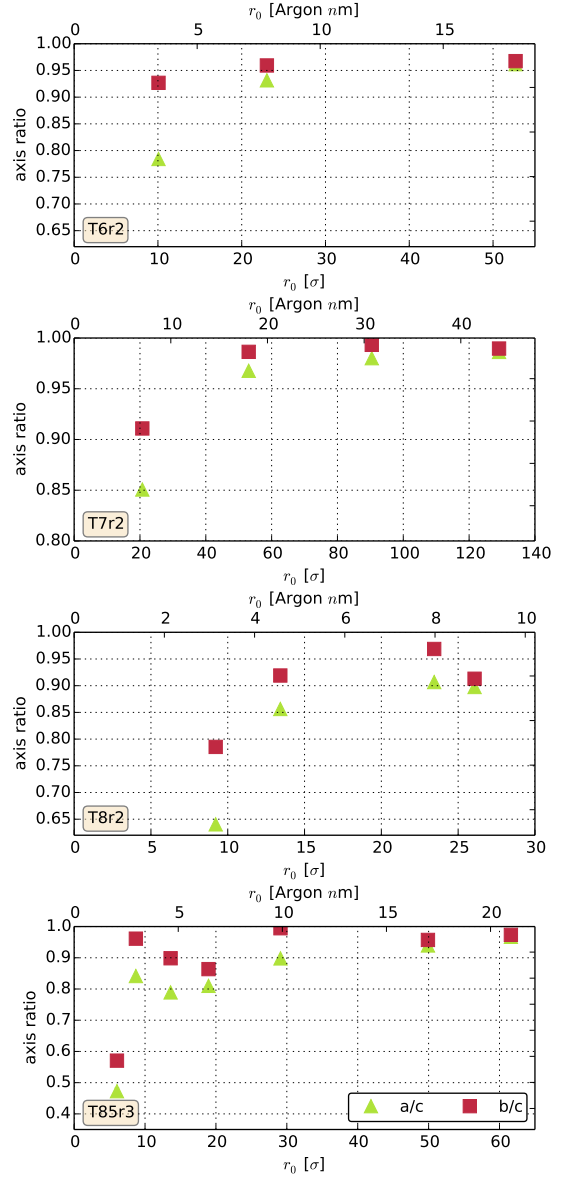 r₀ [Argon nm]
0 5 10 15
1.00
0.95
0.90
0.85
0.80
0.75
0.70
0.65
axis ratio
T6r2
0 10 20 30 40 50
r₀ [σ]
r₀ [Argon nm]
0 10 20 30 40
1.00
0.95
0.90
0.85
0.80
axis ratio
T7r2
0 20 40 60 80 100 120 140
r₀ [σ]
r₀ [Argon nm]
0 2 4 6 8 10
1.00
0.95
0.90
0.85
0.80
0.75
0.70
0.65
axis ratio
T8r2
0 5 10 15 20 25 30
r₀ [σ]
r₀ [Argon nm]
0 5 10 15 20
1.0
0.9
0.8
0.7
0.6
0.5
0.4
axis ratio
T85r3
a/c b/c
0 10 20 30 40 50 60
r₀ [σ]